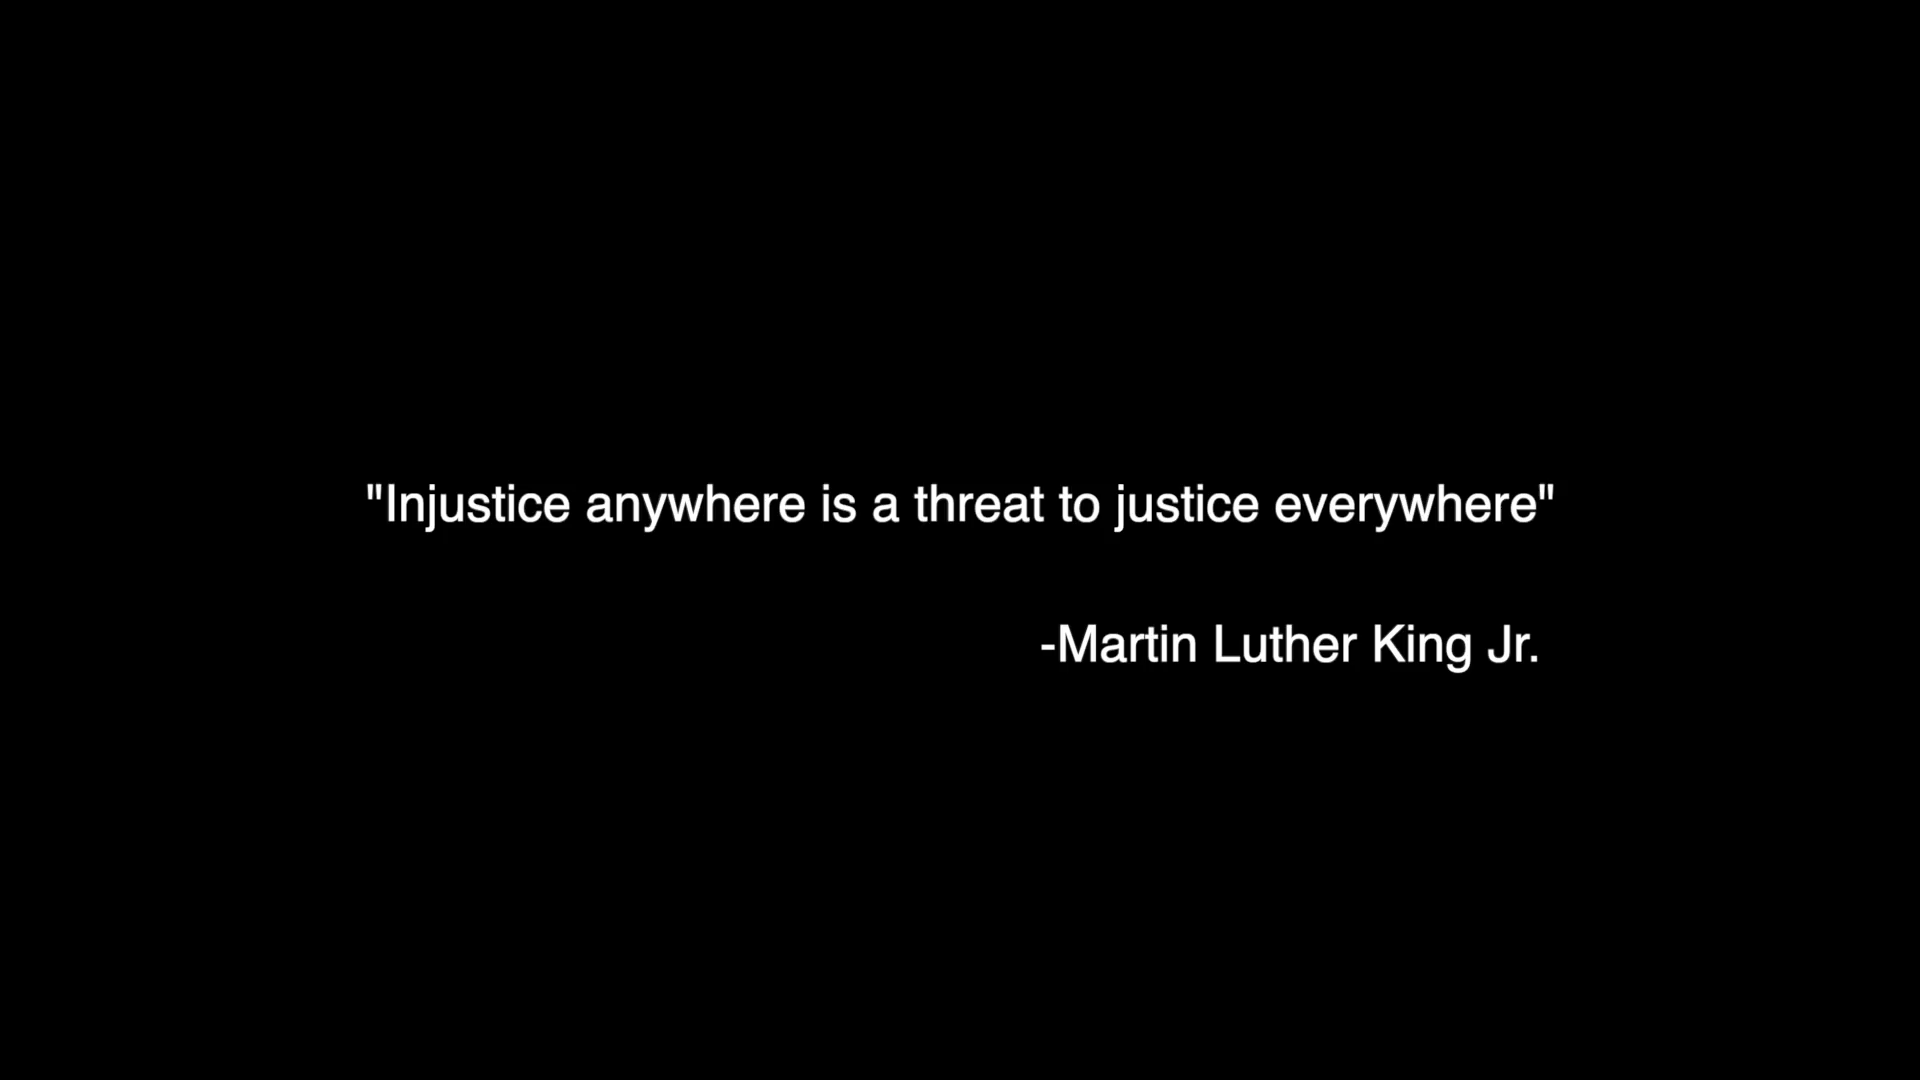 "Injustice anywhere is a threat to justice everywhere"
-Martin Luther King Jr.